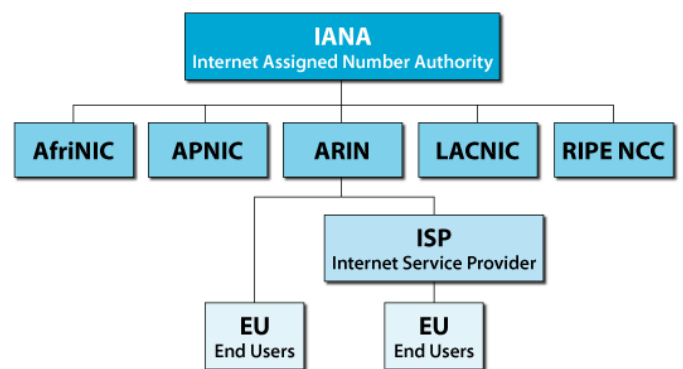 IANA
Internet Assigned Number Authority
AfriNIC
APNIC
ARIN
LACNIC
RIPE NCC
ISP
Internet Service Provider
EU
End Users
EU
End Users